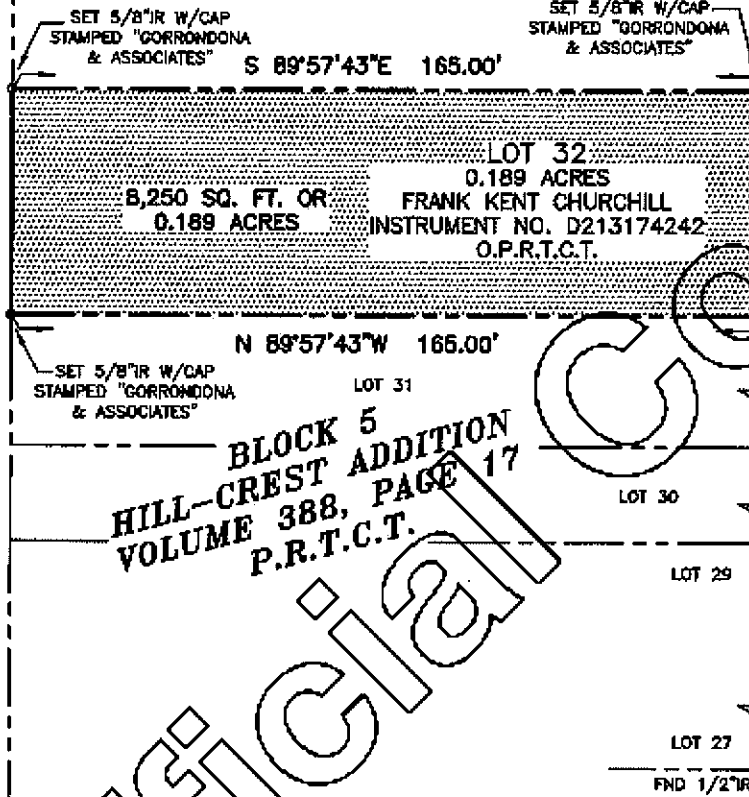 SET 5/8"IR W/CAP
STAMPED "GORRONDONA
& ASSOCIATES"
SET 5/8"IR W/CAP
STAMPED "GORRONDONA
& ASSOCIATES"
S 89°57'43"E 165.00'
LOT 32
0.189 ACRES
FRANK KENT CHURCHILL
INSTRUMENT NO. D213174242
O.P.R.T.C.T.
8,250 SQ. FT. OR
0.189 ACRES
N 89°57'43"W 165.00'
SET 5/8"IR W/CAP
STAMPED "GORRONDONA
& ASSOCIATES"
LOT 31
BLOCK 5
HILL-CREST ADDITION
VOLUME 388, PAGE 17
P.R.T.C.T.
LOT 30
LOT 29
LOT 27
FND 1/2"IR
ficial Co